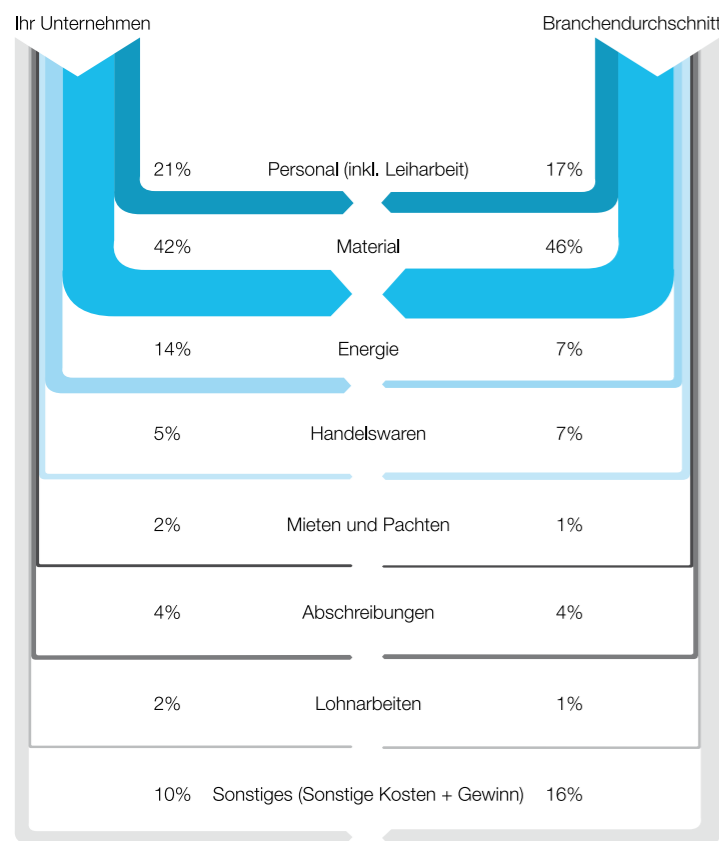 Ihr Unternehmen Branchendurchschnitt
21% Personal (inkl. Leiharbeit) 17%
42% Material 46%
14% Energie 7%
5% Handelswaren 7%
2% Mieten und Pachten 1%
4% Abschreibungen 4%
2% Lohnarbeiten 1%
10% Sonstiges (Sonstige Kosten + Gewinn) 16%